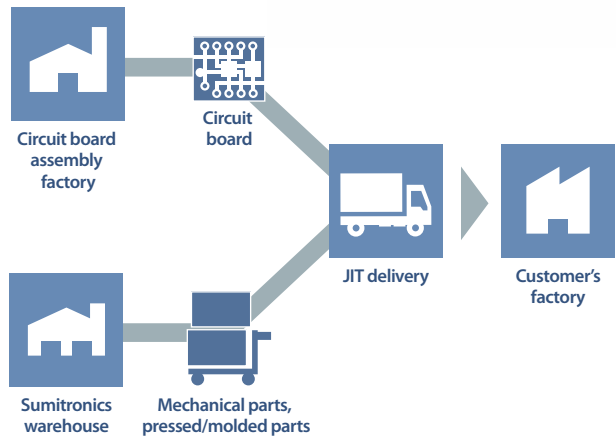 Circuit board
assembly
factory
Circuit
board
JIT delivery
Customer's
factory
Sumitronics
warehouse
Mechanical parts,
pressed/molded parts